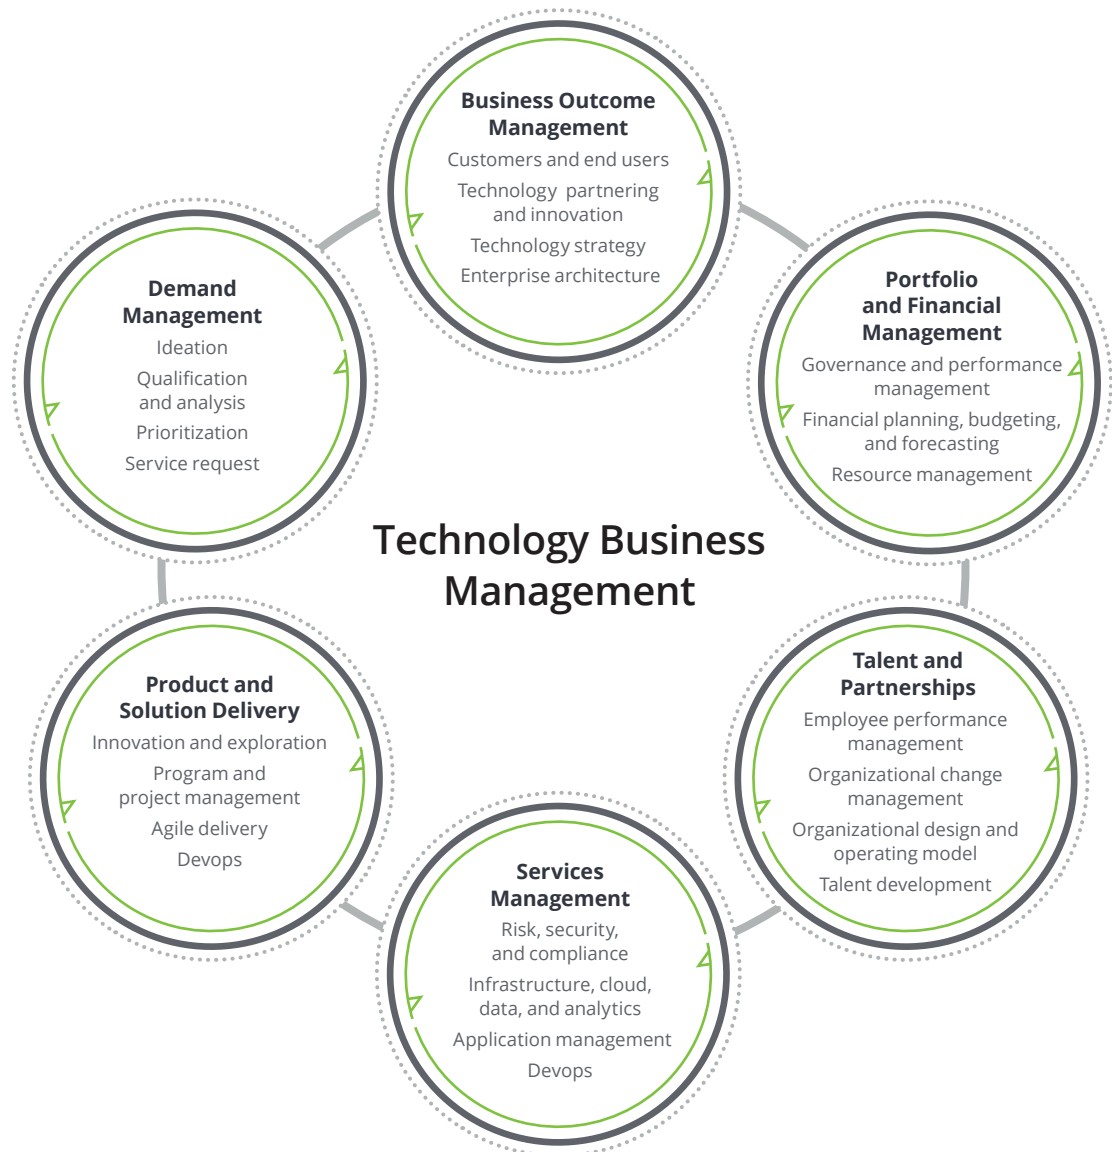 Business Outcome
Management
Customers and end users
Technology partnering
and innovation
Technology strategy
Enterprise architecture
Demand
Management
Ideation
Qualification
and analysis
Prioritization
Service request
Portfolio
and Financial
Management
Governance and performance
management
Financial planning, budgeting,
and forecasting
Resource management
Technology Business
Management
Product and
Solution Delivery
Innovation and exploration
Program and
project management
Agile delivery
Devops
Talent and
Partnerships
Employee performance
management
Organizational change
management
Organizational design and
operating model
Talent development
Services
Management
Risk, security,
and compliance
Infrastructure, cloud,
data, and analytics
Application management
Devops